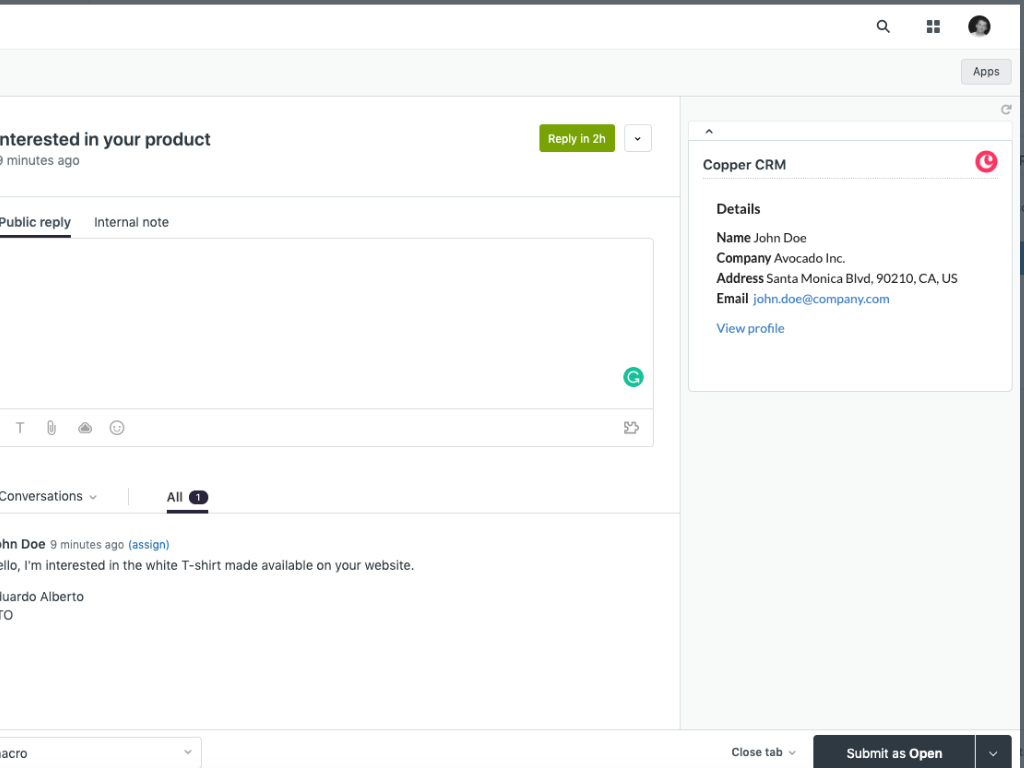 Apps
nterested in your product
9 minutes ago
Reply in 2h
Public reply
Internal note
Conversations
All 1
ohn Doe 9 minutes ago (assign)
ello, I'm interested in the white T-shirt made available on your website.
duardo Alberto
TO
Copper CRM
Details
Name John Doe
Company Avocado Inc.
Address Santa Monica Blvd, 90210, CA, US
Email john.doe@company.com
View profile
acro
Close tab
Submit as Open